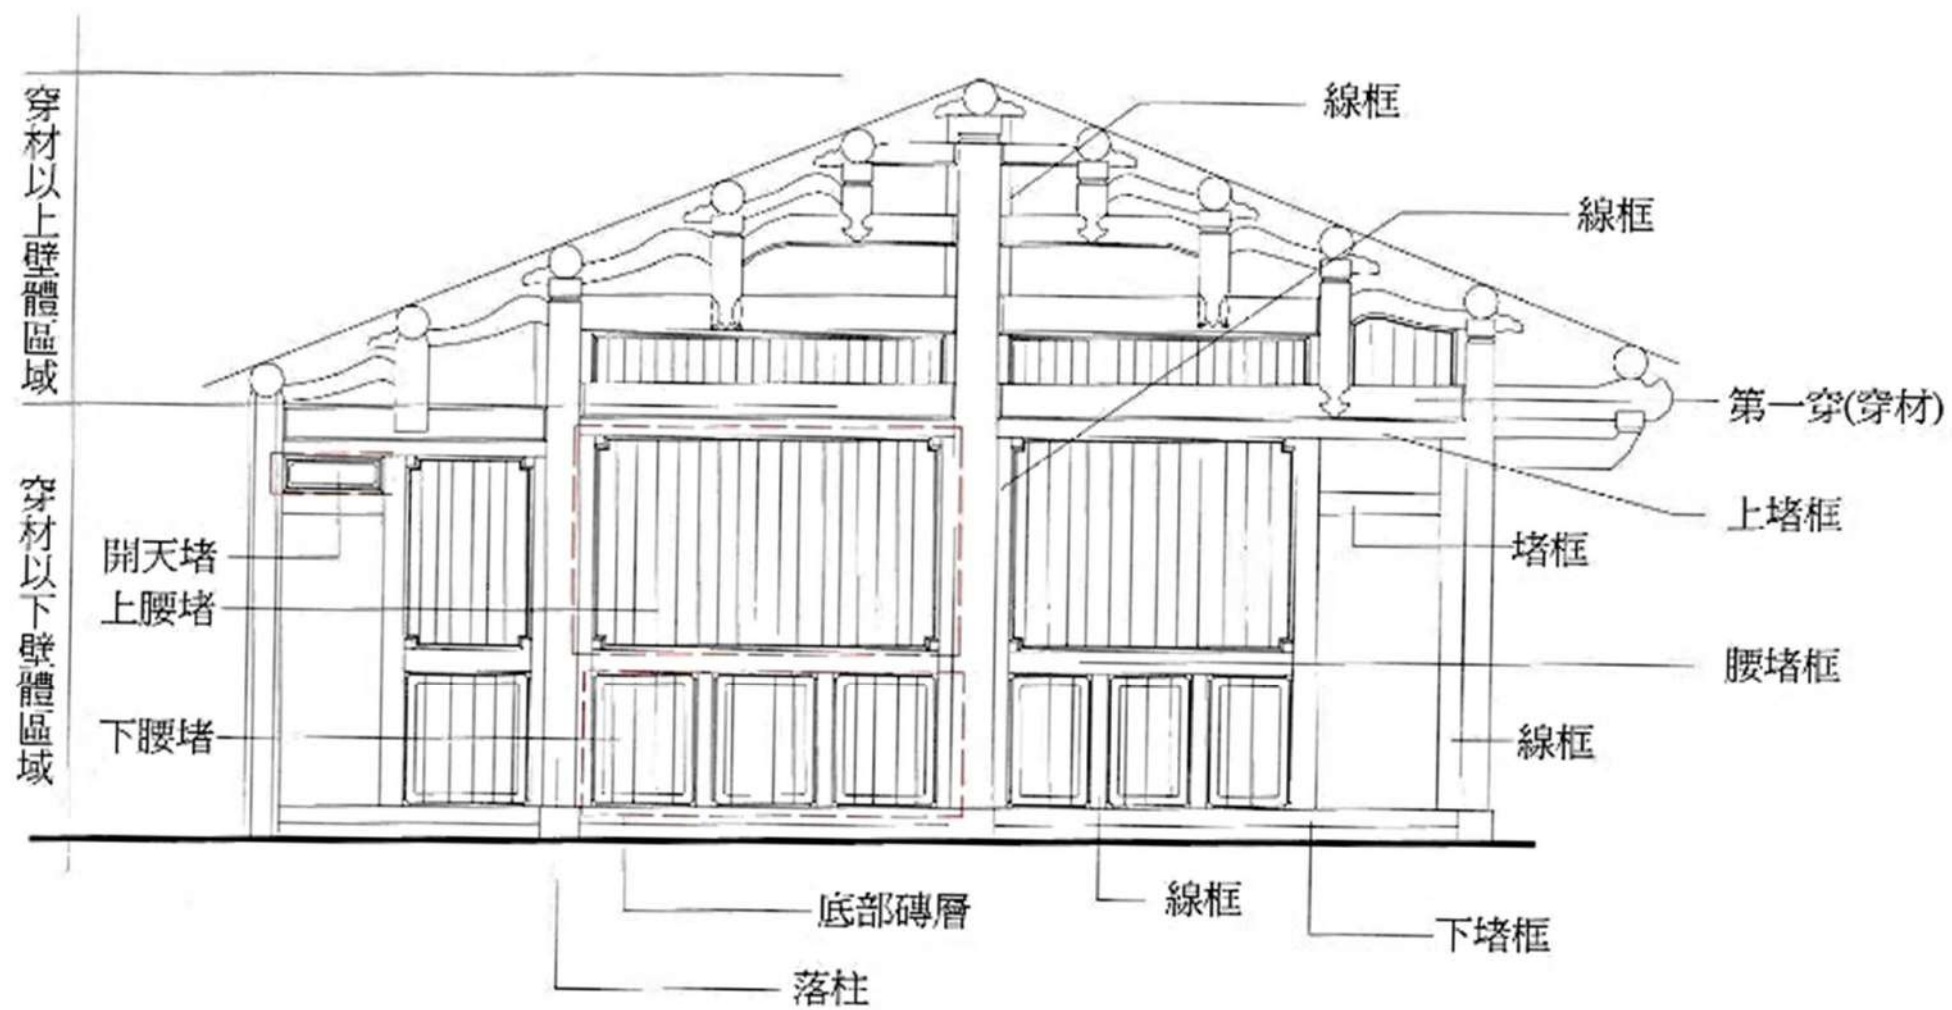 穿材以上壁體區域
穿材以下壁體區域
線框
線框
第一穿(穿材)
上堵框
堵框
腰堵框
線框
開天堵
上腰堵
下腰堵
底部磚層
線框
下堵框
落柱